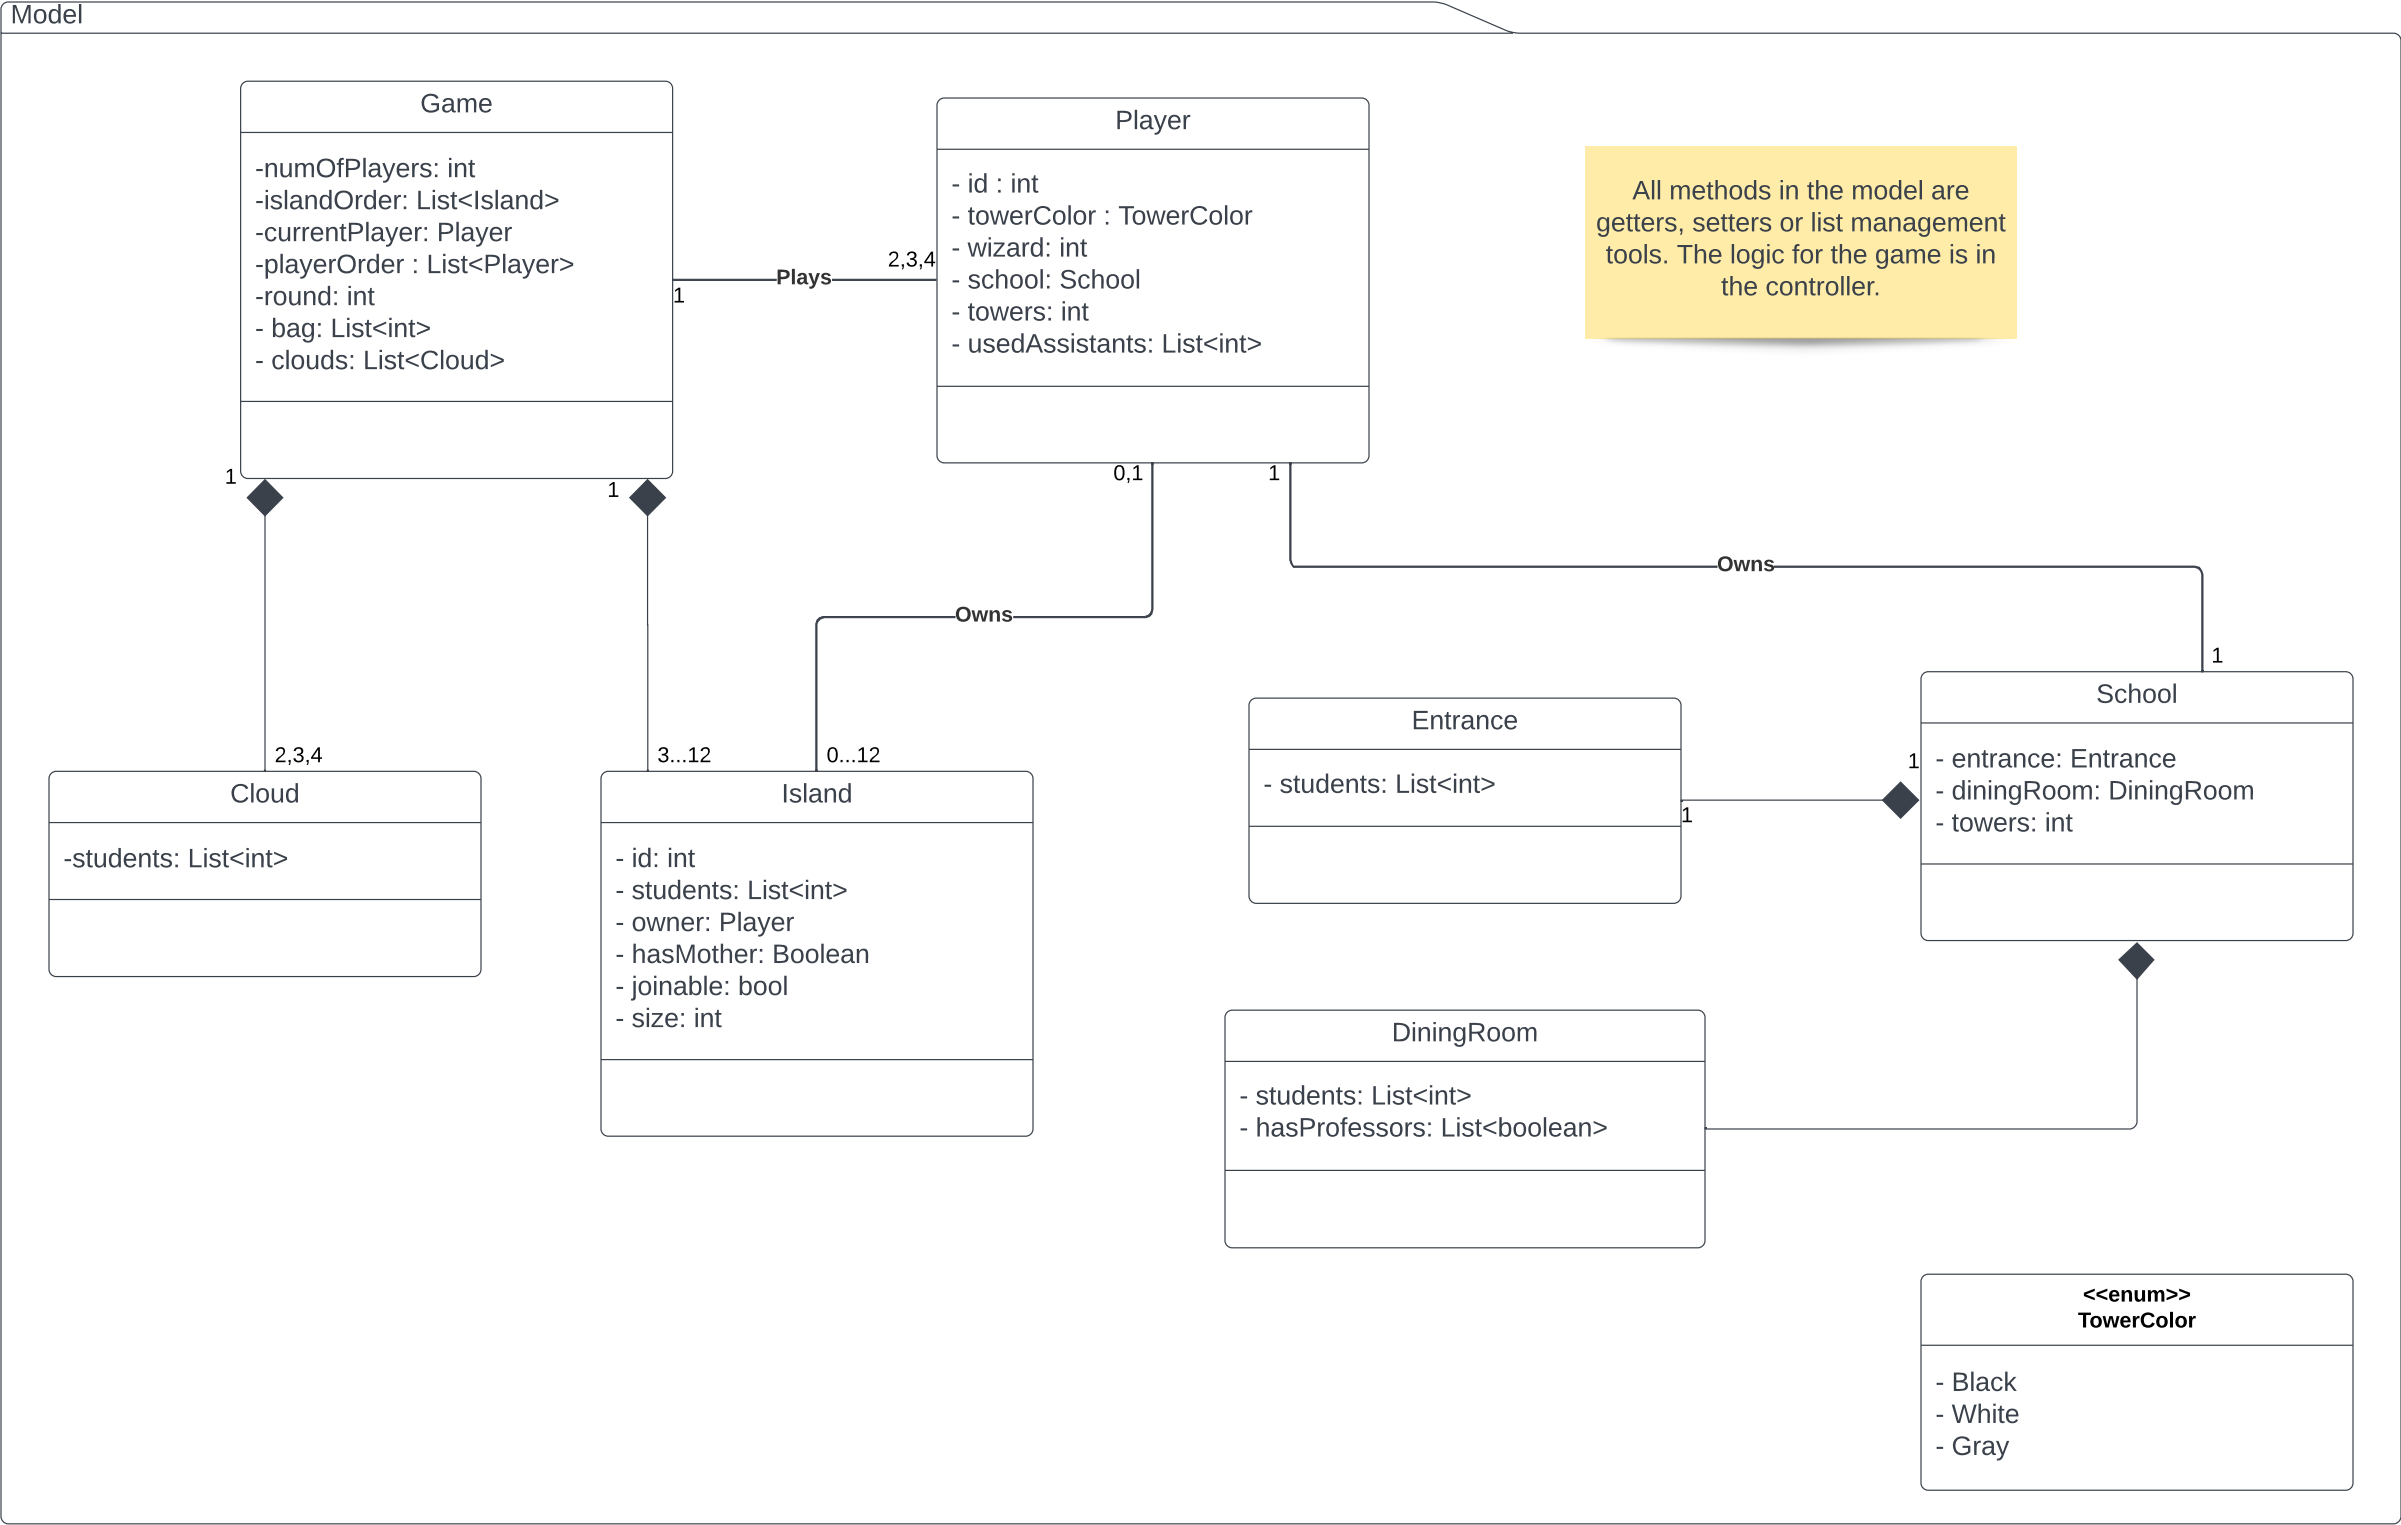 Model
Game
-numOfPlayers: int
-islandOrder: List<Island>
-currentPlayer: Player
-playerOrder : List<Player>
-round: int
- bag: List<int>
- clouds: List<Cloud>
Plays
1
2,3,4
Player
- id : int
- towerColor : TowerColor
- wizard: int
- school: School
- towers: int
- usedAssistants: List<int>
All methods in the model are
getters, setters or list management
tools. The logic for the game is in
the controller.
1
1
0,1
1
Owns
Owns
2,3,4
3...12
0...12
1
Cloud
-students: List<int>
Island
- id: int
- students: List<int>
- owner: Player
- hasMother: Boolean
- joinable: bool
- size: int
Entrance
- students: List<int>
1
1
School
- entrance: Entrance
- diningRoom: DiningRoom
- towers: int
DiningRoom
- students: List<int>
- hasProfessors: List<boolean>
<<enum>>
TowerColor
- Black
- White
- Gray